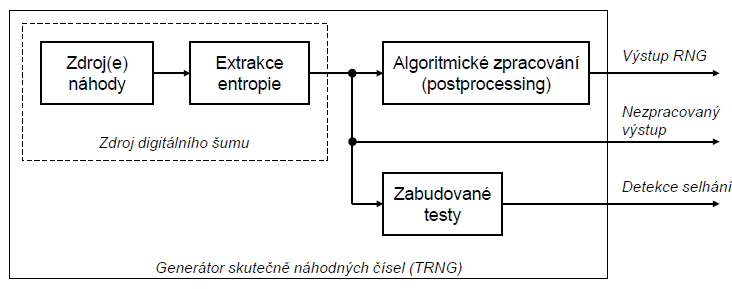 Zdroj(e)
náhody
Extrakce
entropie
Zdroj digitálního šumu
Algoritmické zpracování
(postprocessing)
Výstup RNG
Nezpracovaný
výstup
Zabudované
testy
Detekce selhání
Generátor skutečně náhodných čísel (TRNG)